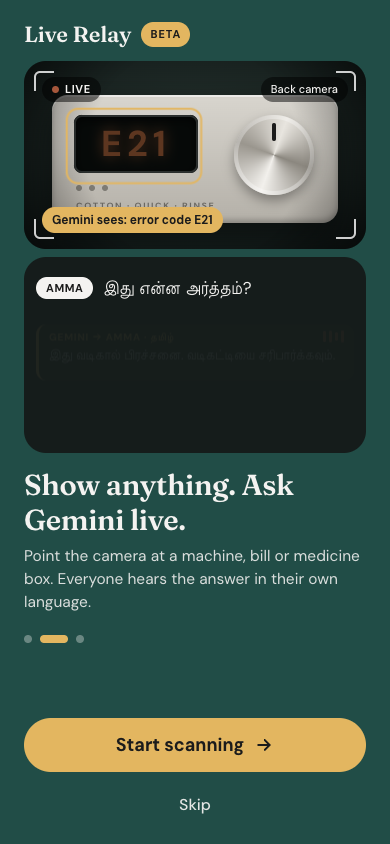 Live Relay
BETA
LIVE
Back camera
E21
COTTON · QUICK · RINSE
Gemini sees: error code E21
AMMA
இது என்ன அர்த்தம்?
Show anything. Ask
Gemini live.
Point the camera at a machine, bill or medicine
box. Everyone hears the answer in their own
language.
Start scanning →
Skip